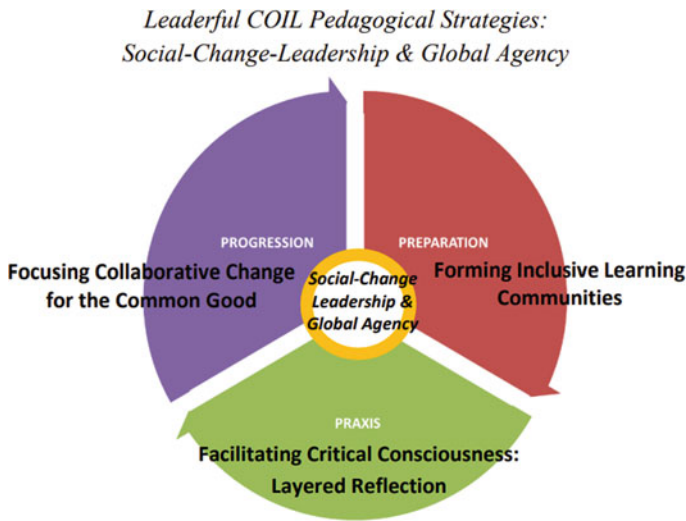 Leaderful COIL Pedagogical Strategies:
Social-Change-Leadership & Global Agency
PROGRESSION
Focusing Collaborative Change
for the Common Good
PREPARATION
Forming Inclusive Learning
Communities
Social-Change
Leadership &
Global Agency
PRAXIS
Facilitating Critical Consciousness:
Layered Reflection